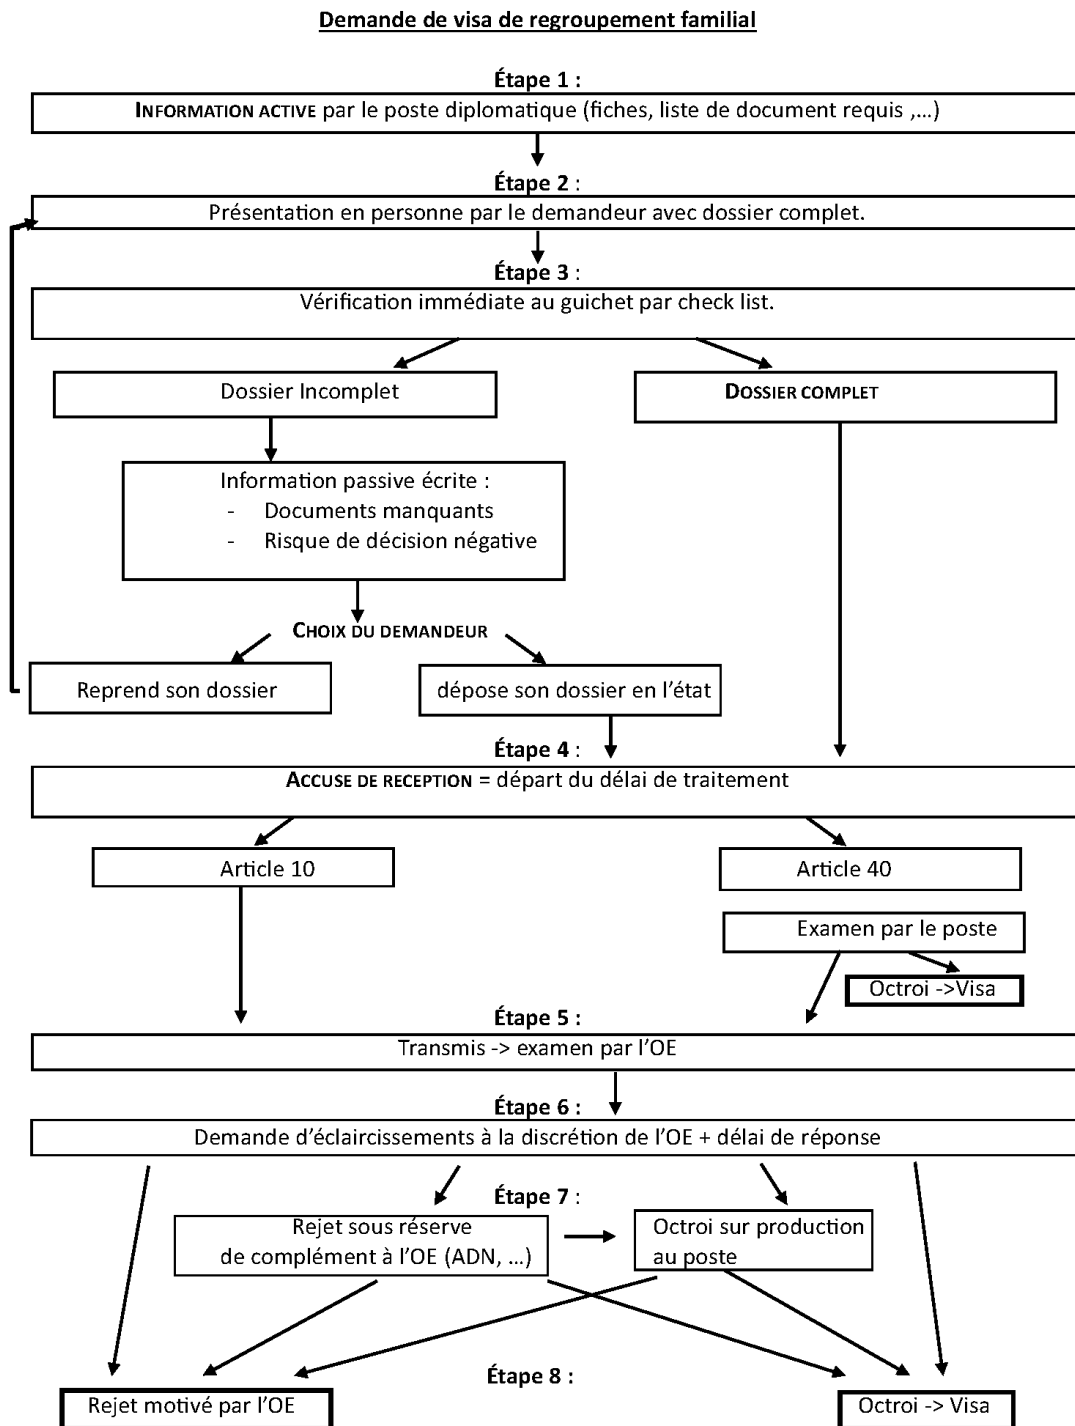 Demande de visa de regroupement familial
Étape 1 :
INFORMATION ACTIVE par le poste diplomatique (fiches, liste de document requis ,...)
Étape 2 :
Présentation en personne par le demandeur avec dossier complet.
Étape 3 :
Vérification immédiate au guichet par check list.
Dossier Incomplet
DOSSIER COMPLET
Information passive écrite :
- Documents manquants
- Risque de décision négative
CHOIX DU DEMANDEUR
Reprend son dossier
dépose son dossier en l'état
Étape 4 :
ACCUSE DE RECEPTION = départ du délai de traitement
Article 10
Article 40
Examen par le poste
Octroi ->Visa
Étape 5 :
Transmis -> examen par l'OE
Étape 6 :
Demande d'éclaircissements à la discrétion de l'OE + délai de réponse
Étape 7 :
Rejet sous réserve
de complément à l'OE (ADN, ...)
Octroi sur production
au poste
Étape 8 :
Rejet motivé par l'OE
Octroi -> Visa